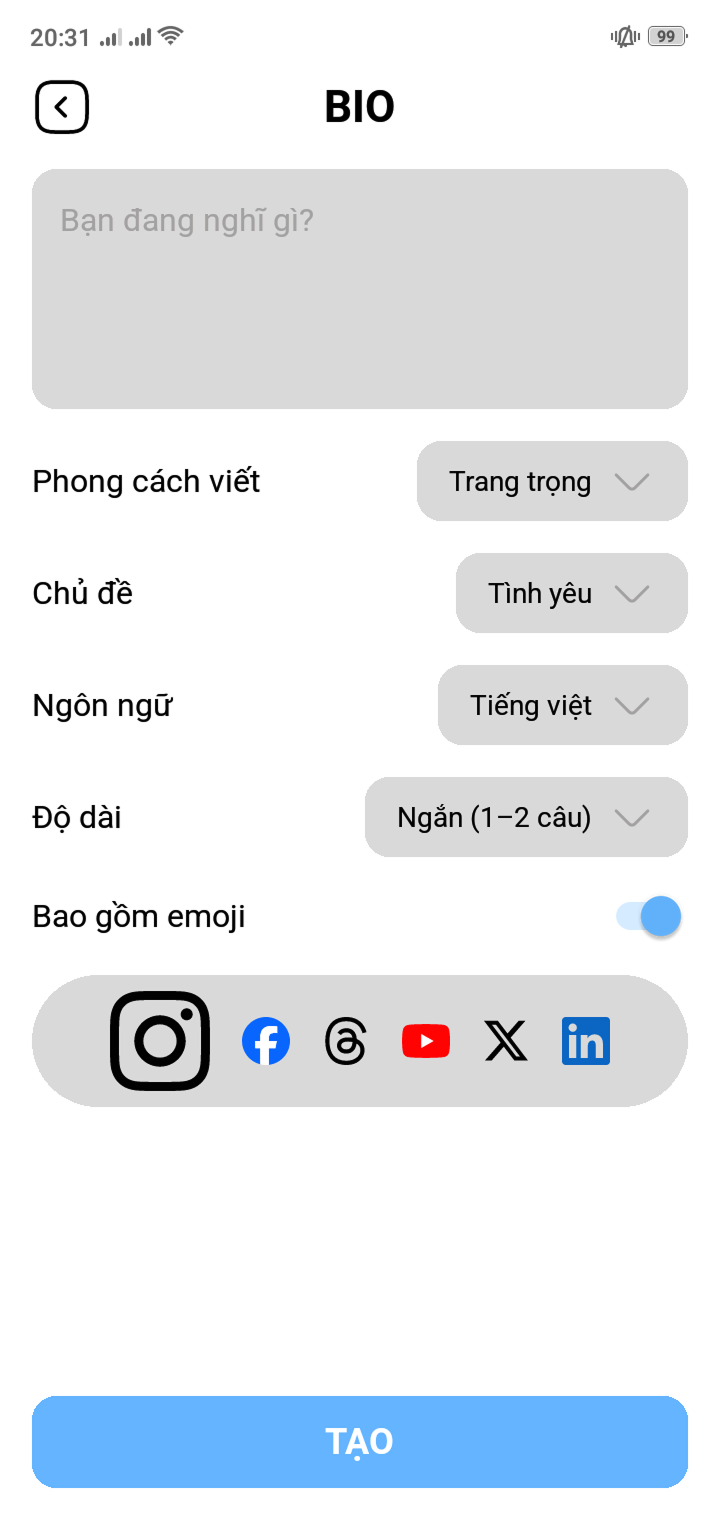 20:31 99
BIO
Bạn đang nghĩ gì?
Phong cách viết Trang trọng
Chủ đề Tình yêu
Ngôn ngữ Tiếng việt
Độ dài Ngắn (1–2 câu)
Bao gồm emoji
TẠO